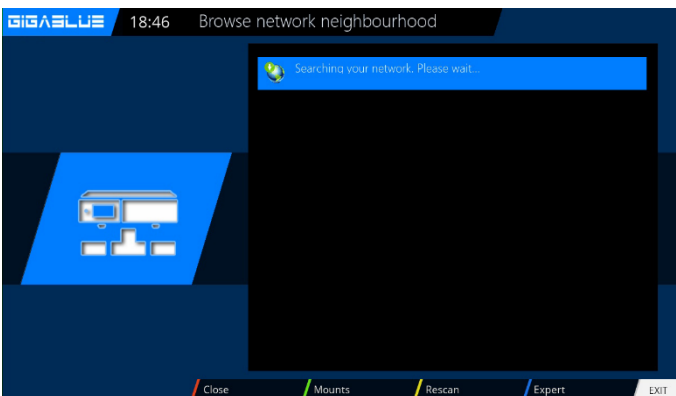 GIGABLUE 18:46 Browse network neighbourhood
Searching your network. Please wait...
Close Mounts Rescan Expert EXIT